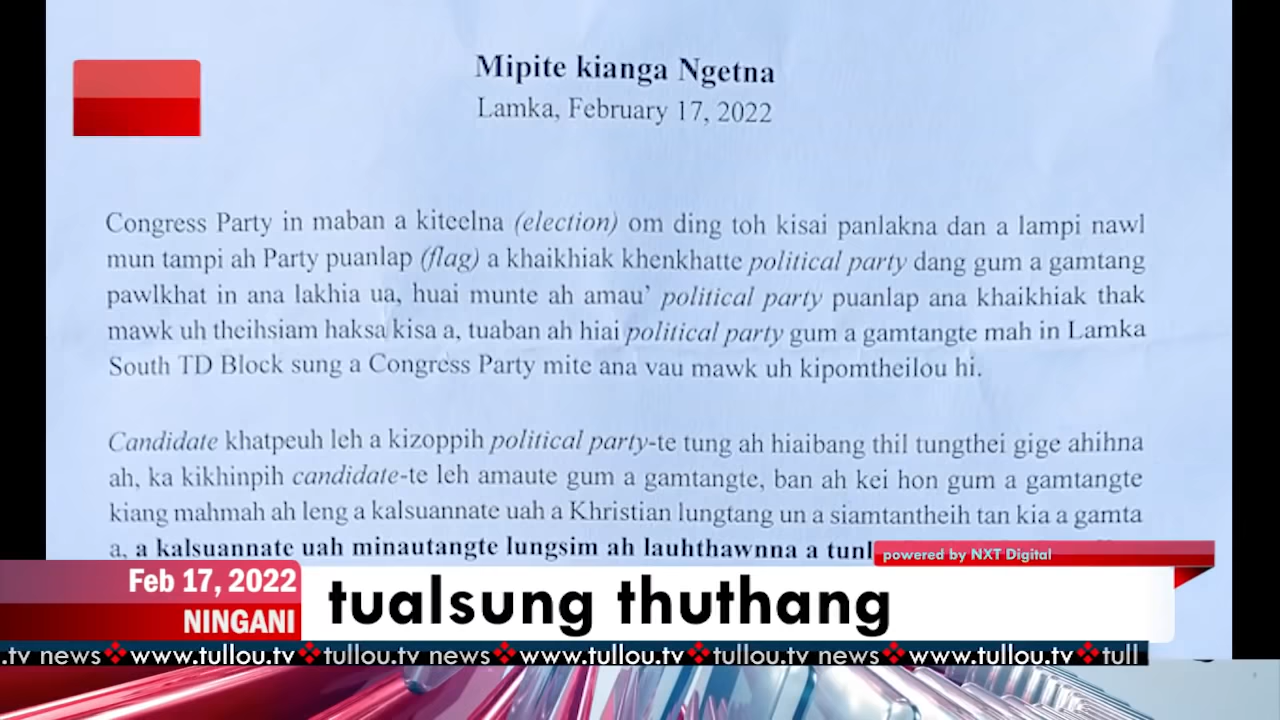 Mipite kianga Ngetna
Lamka, February 17, 2022
Congress Party in maban a kiteelna (election) om ding toh kisai panlakna dan a lampi nawl
mun tampi ah Party puanlap (flag) a khaikhiak khenkhatte political party dang gum a gamtang
pawlkhat in ana lakhia ua, huai munte ah amau’ political party puanlap ana khaikhiak thak
mawk uh theihsiam haksa kisa a, tuaban ah hiai political party gum a gamtangte mah in Lamka
South TD Block sung a Congress Party mite ana vau mawk uh kipomtheilou hi.
Candidate khatpeuh leh a kizoppih political party-te tung ah hiaibang thil tungthei gige ahihna
ah, ka kikhinpih candidate-te leh amaute gum a gamtangte, ban ah kei hon gum a gamtangte
kiang mahmah ah leng a kalsuannate uah a Khristian lungtang un a siamtantheih tan kia a gamta
a, a kalsuannate uah minautangte lungsim ah lauhthawnna a
powered by NXT Digital
Feb 17, 2022
NINGANI
tualsung thuthang
.tv news www.tullou.tv tullou.tv news www.tullou.tv tullou.tv news www.tullou.tv tull